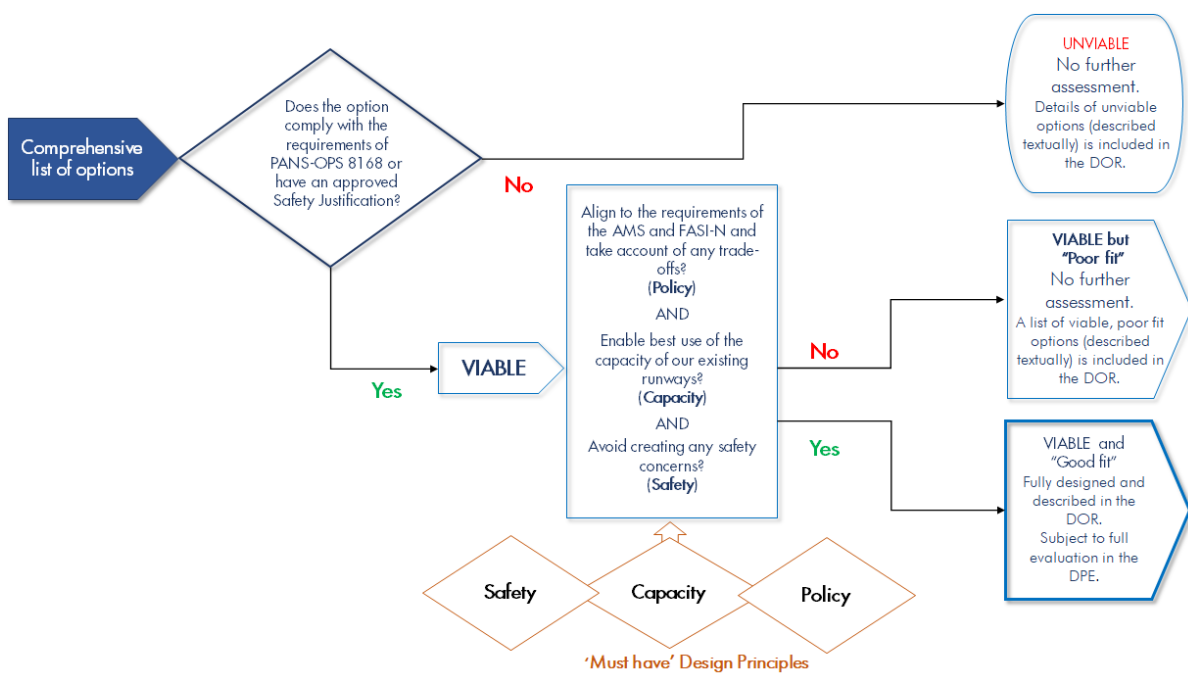 Comprehensive
list of options
Does the option
comply with the
requirements of
PANS-OPS 8168 or
have an approved
Safety Justification?
No
Yes
VIABLE
Align to the requirements of
the AMS and FASI-N and
take account of any trade-
offs?
(Policy)
AND
Enable best use of the
capacity of our existing
runways?
(Capacity)
AND
Avoid creating any safety
concerns?
(Safety)
No
Yes
UNVIABLE
No further
assessment.
Details of unviable
options (described
textually) is included in
the DOR.
VIABLE but
"Poor fit"
No further
assessment.
A list of viable, poor fit
options (described
textually) is included in
the DOR.
VIABLE and
"Good fit"
Fully designed and
described in the
DOR.
Subject to full
evaluation in the
DPE.
Safety
Capacity
Policy
'Must have' Design Principles